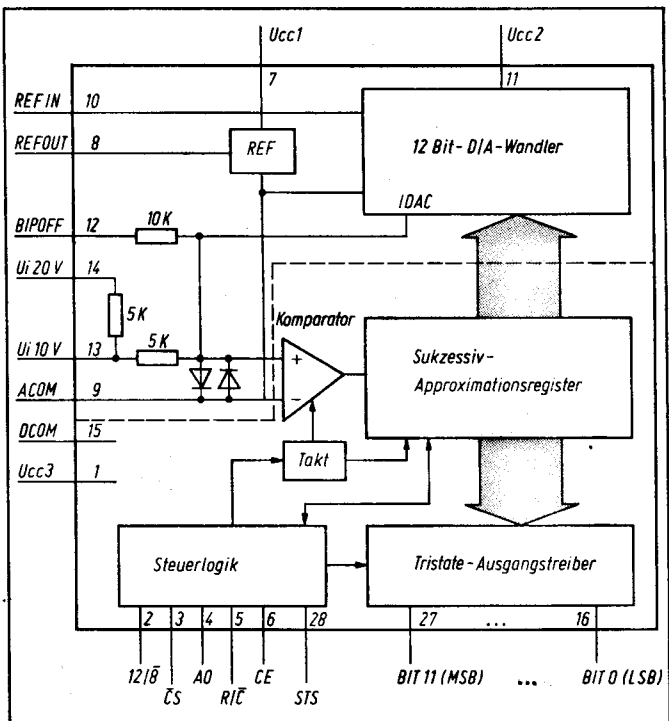 Ucc1
Ucc2
7
11
REF IN 10
REFOUT 8
REF
12 Bit-D/A-Wandler
IDAC
BIPOFF 12
10K
Ui 20 V 14
5K
Ui 10 V 13
5K
Komparator
+
−
Sukzessiv-
Approximationsregister
ACOM 9
DCOM 15
Takt
Ucc3 1
Steuerlogik
Tristate-Ausgangstreiber
2 3 4 5 6 28
27 ... 16
12/8̅
C̅S̅
A0
R/C̅
CE
STS
BIT 11 (MSB) ... BIT 0 (LSB)